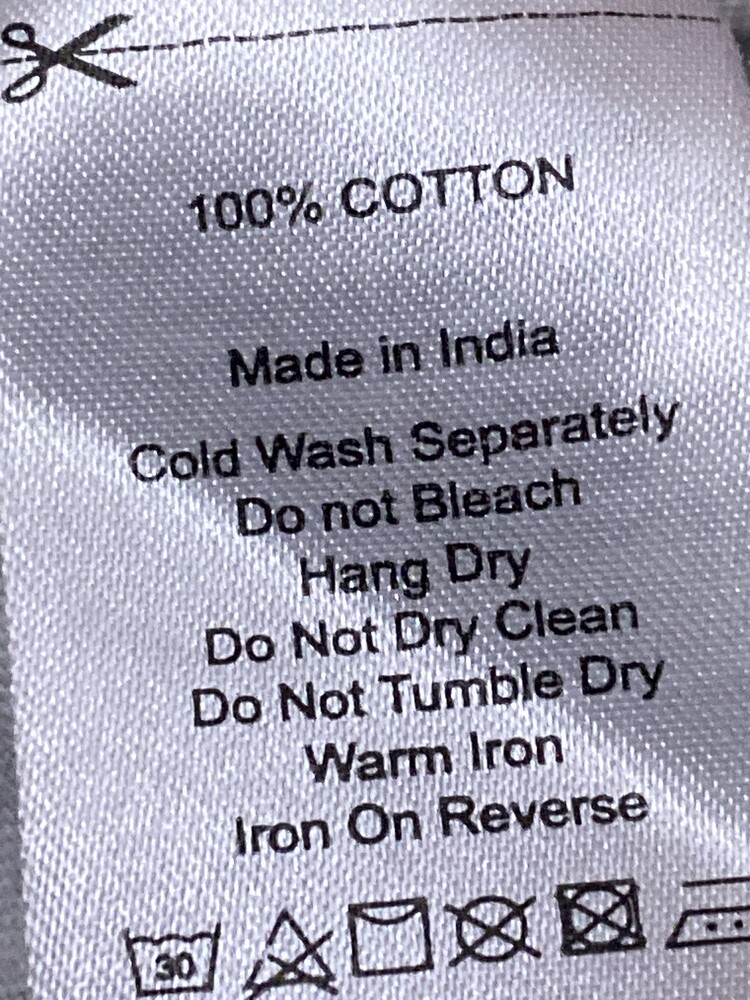 100% COTTON
Made in India
Cold Wash Separately
Do not Bleach
Hang Dry
Do Not Dry Clean
Do Not Tumble Dry
Warm Iron
Iron On Reverse
30